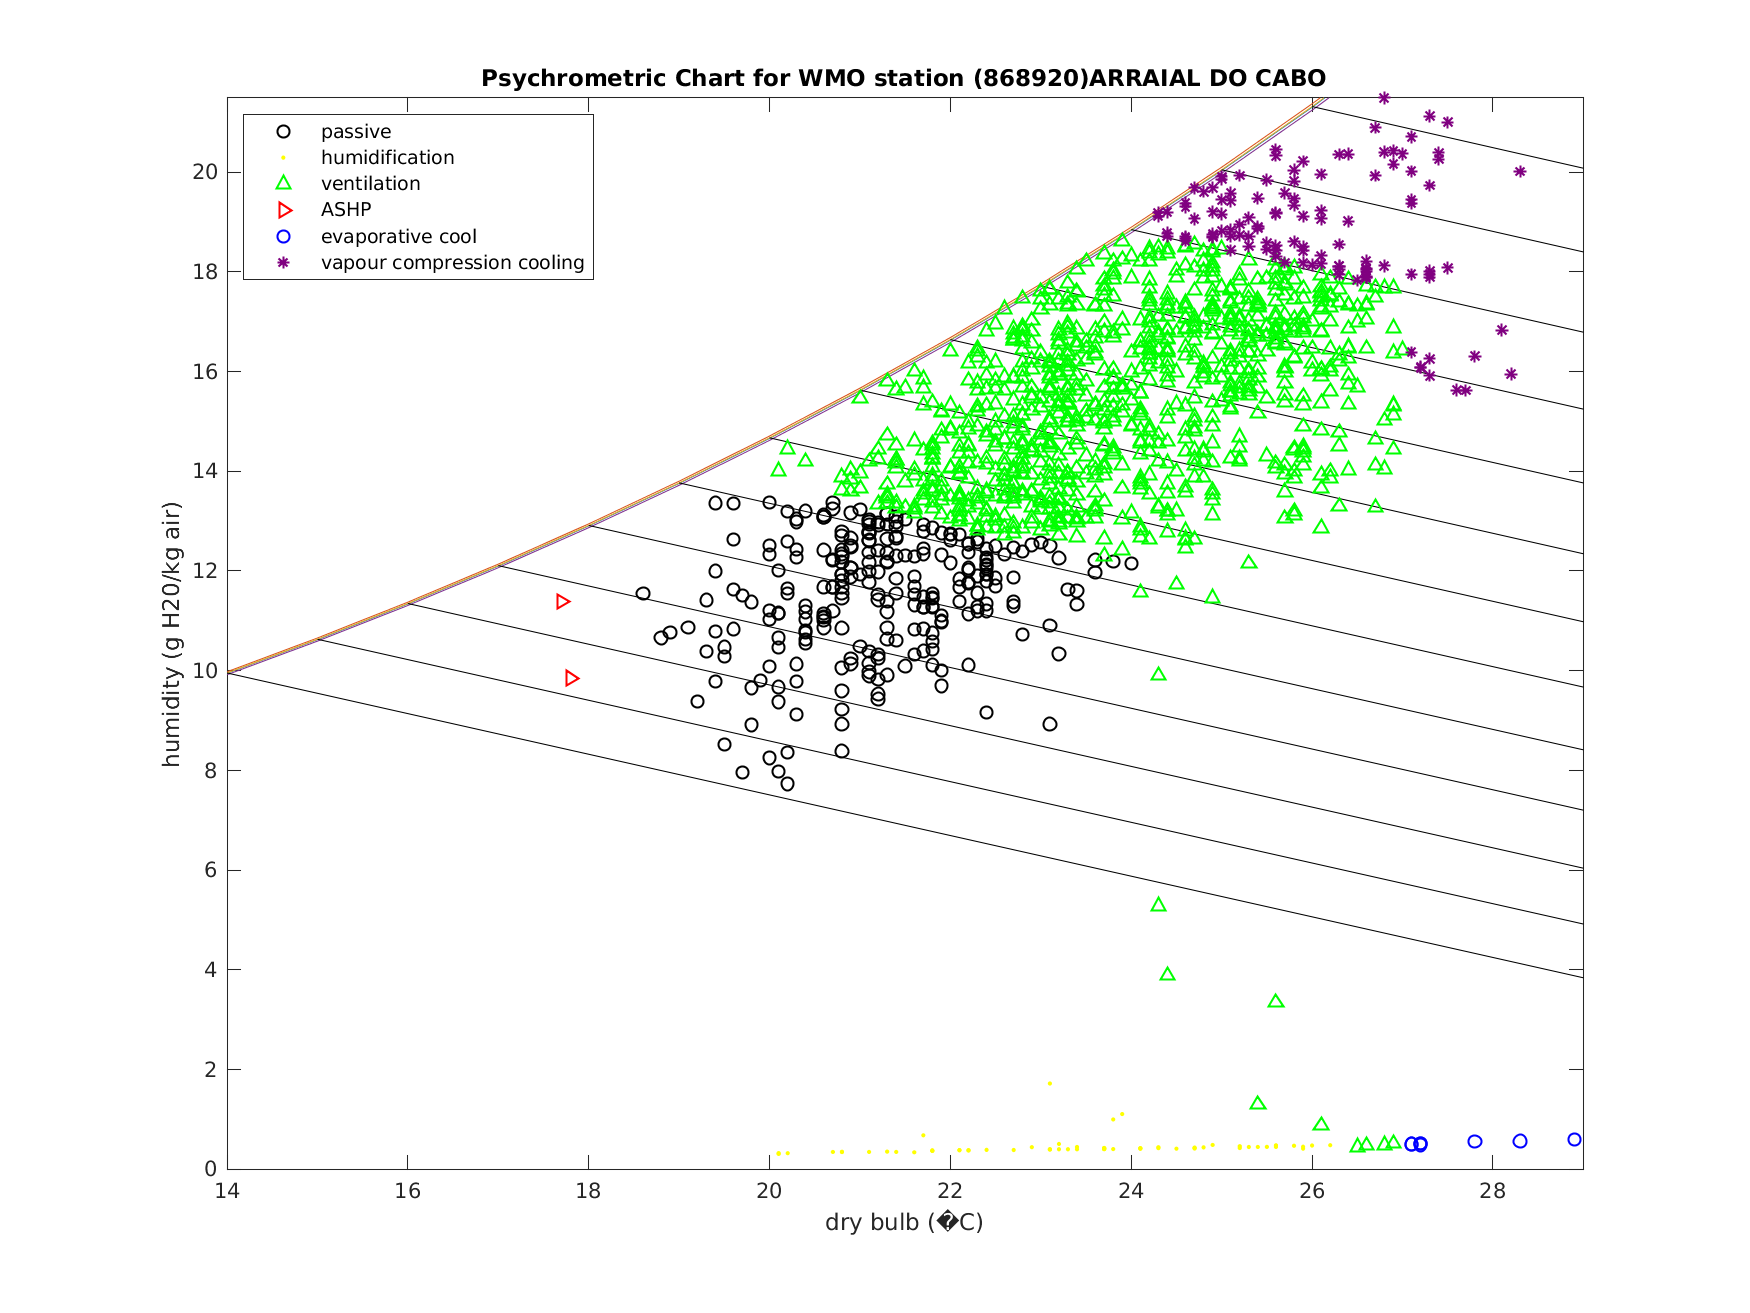 Psychrometric Chart for WMO station (868920)ARRAIAL DO CABO
passive
humidification
ventilation
ASHP
evaporative cool
vapour compression cooling
humidity (g H20/kg air)
20
18
16
14
12
10
8
6
4
2
0
14 16 18 20 22 24 26 28
dry bulb (�C)